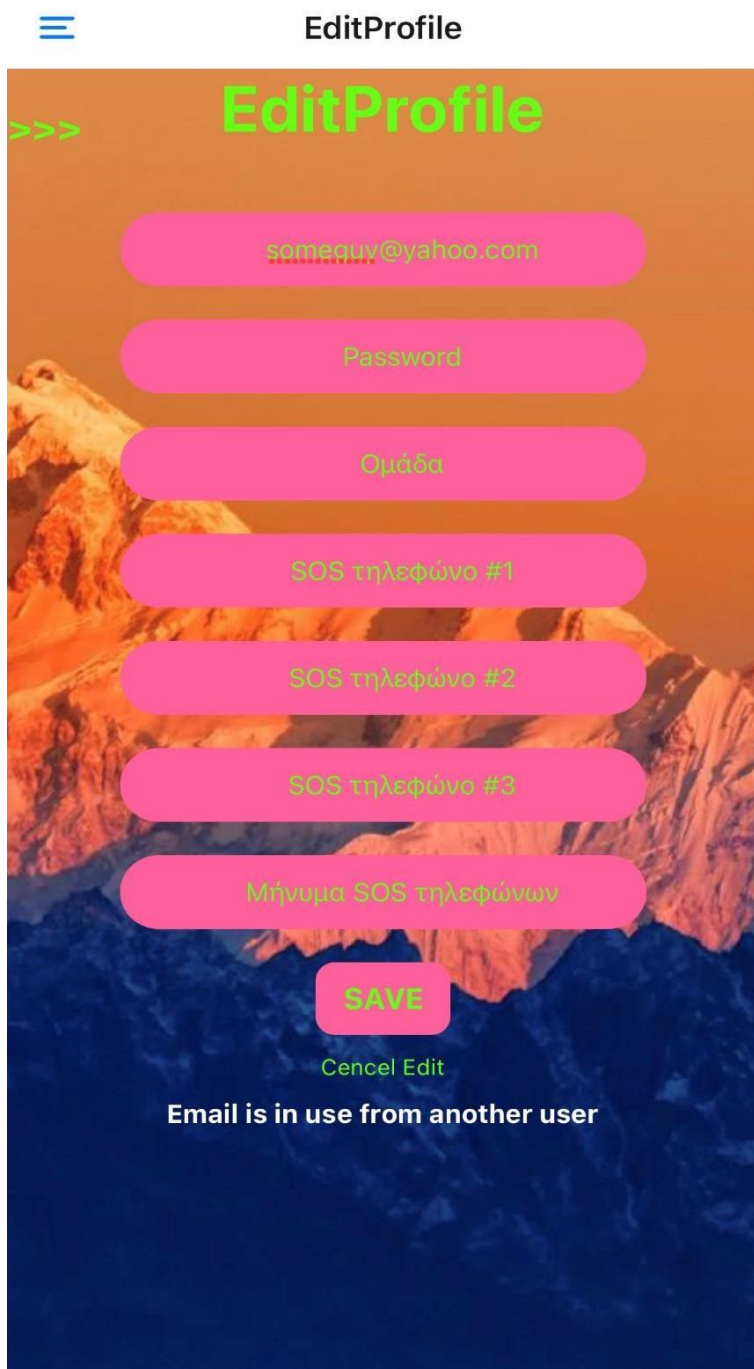 EditProfile
EditProfile
>>>
someguy@yahoo.com
Password
Ομάδα
SOS τηλεφώνο #1
SOS τηλεφώνο #2
SOS τηλεφώνο #3
Μήνυμα SOS τηλεφώνων
SAVE
Cencel Edit
Email is in use from another user